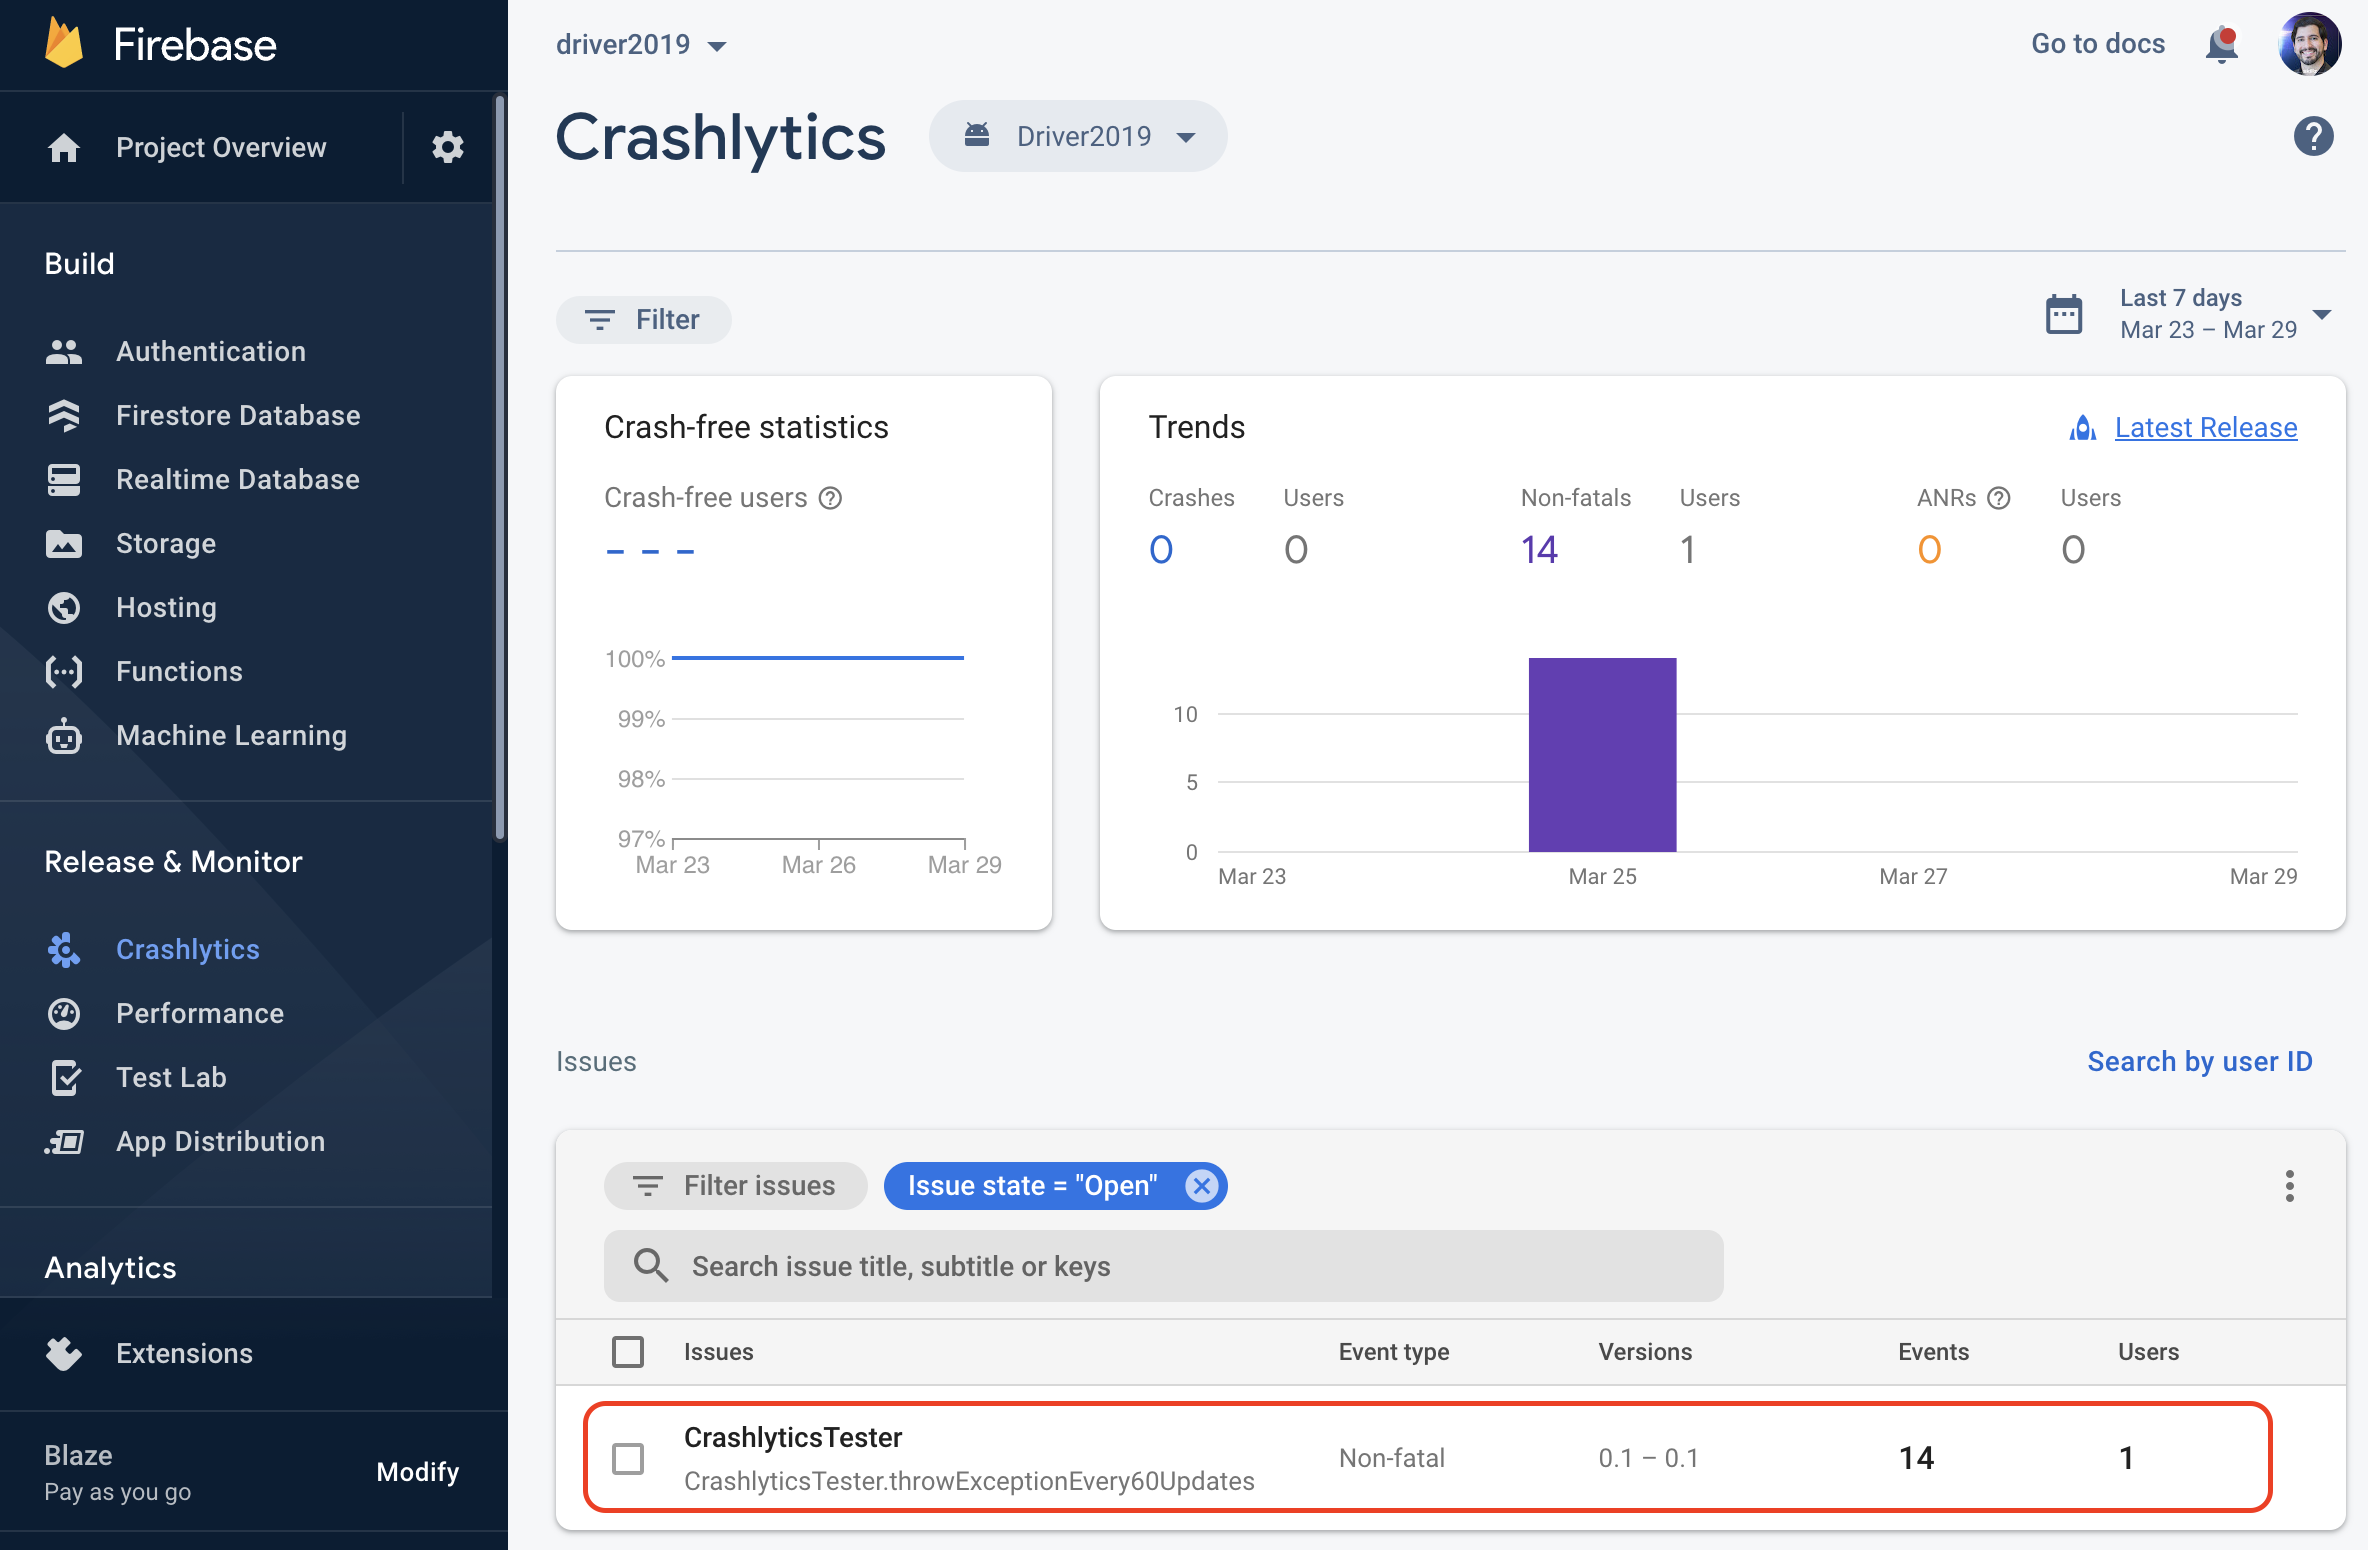 Firebase
Project Overview
Build
Authentication
Firestore Database
Realtime Database
Storage
Hosting
Functions
Machine Learning
Release & Monitor
Crashlytics
Performance
Test Lab
App Distribution
Analytics
Extensions
Blaze
Pay as you go
Modify
driver2019
Go to docs
Crashlytics
Driver2019
Filter
Last 7 days
Mar 23 – Mar 29
Crash-free statistics
Crash-free users
– – –
100%
99%
98%
97%
Mar 23 Mar 26 Mar 29
Trends
Latest Release
Crashes Users Non-fatals Users ANRs Users
0 0 14 1 0 0
10
5
0
Mar 23 Mar 25 Mar 27 Mar 29
Issues
Search by user ID
Filter issues
Issue state = "Open"
Search issue title, subtitle or keys
Issues Event type Versions Events Users
CrashlyticsTester
CrashlyticsTester.throwExceptionEvery60Updates
Non-fatal 0.1 – 0.1 14 1